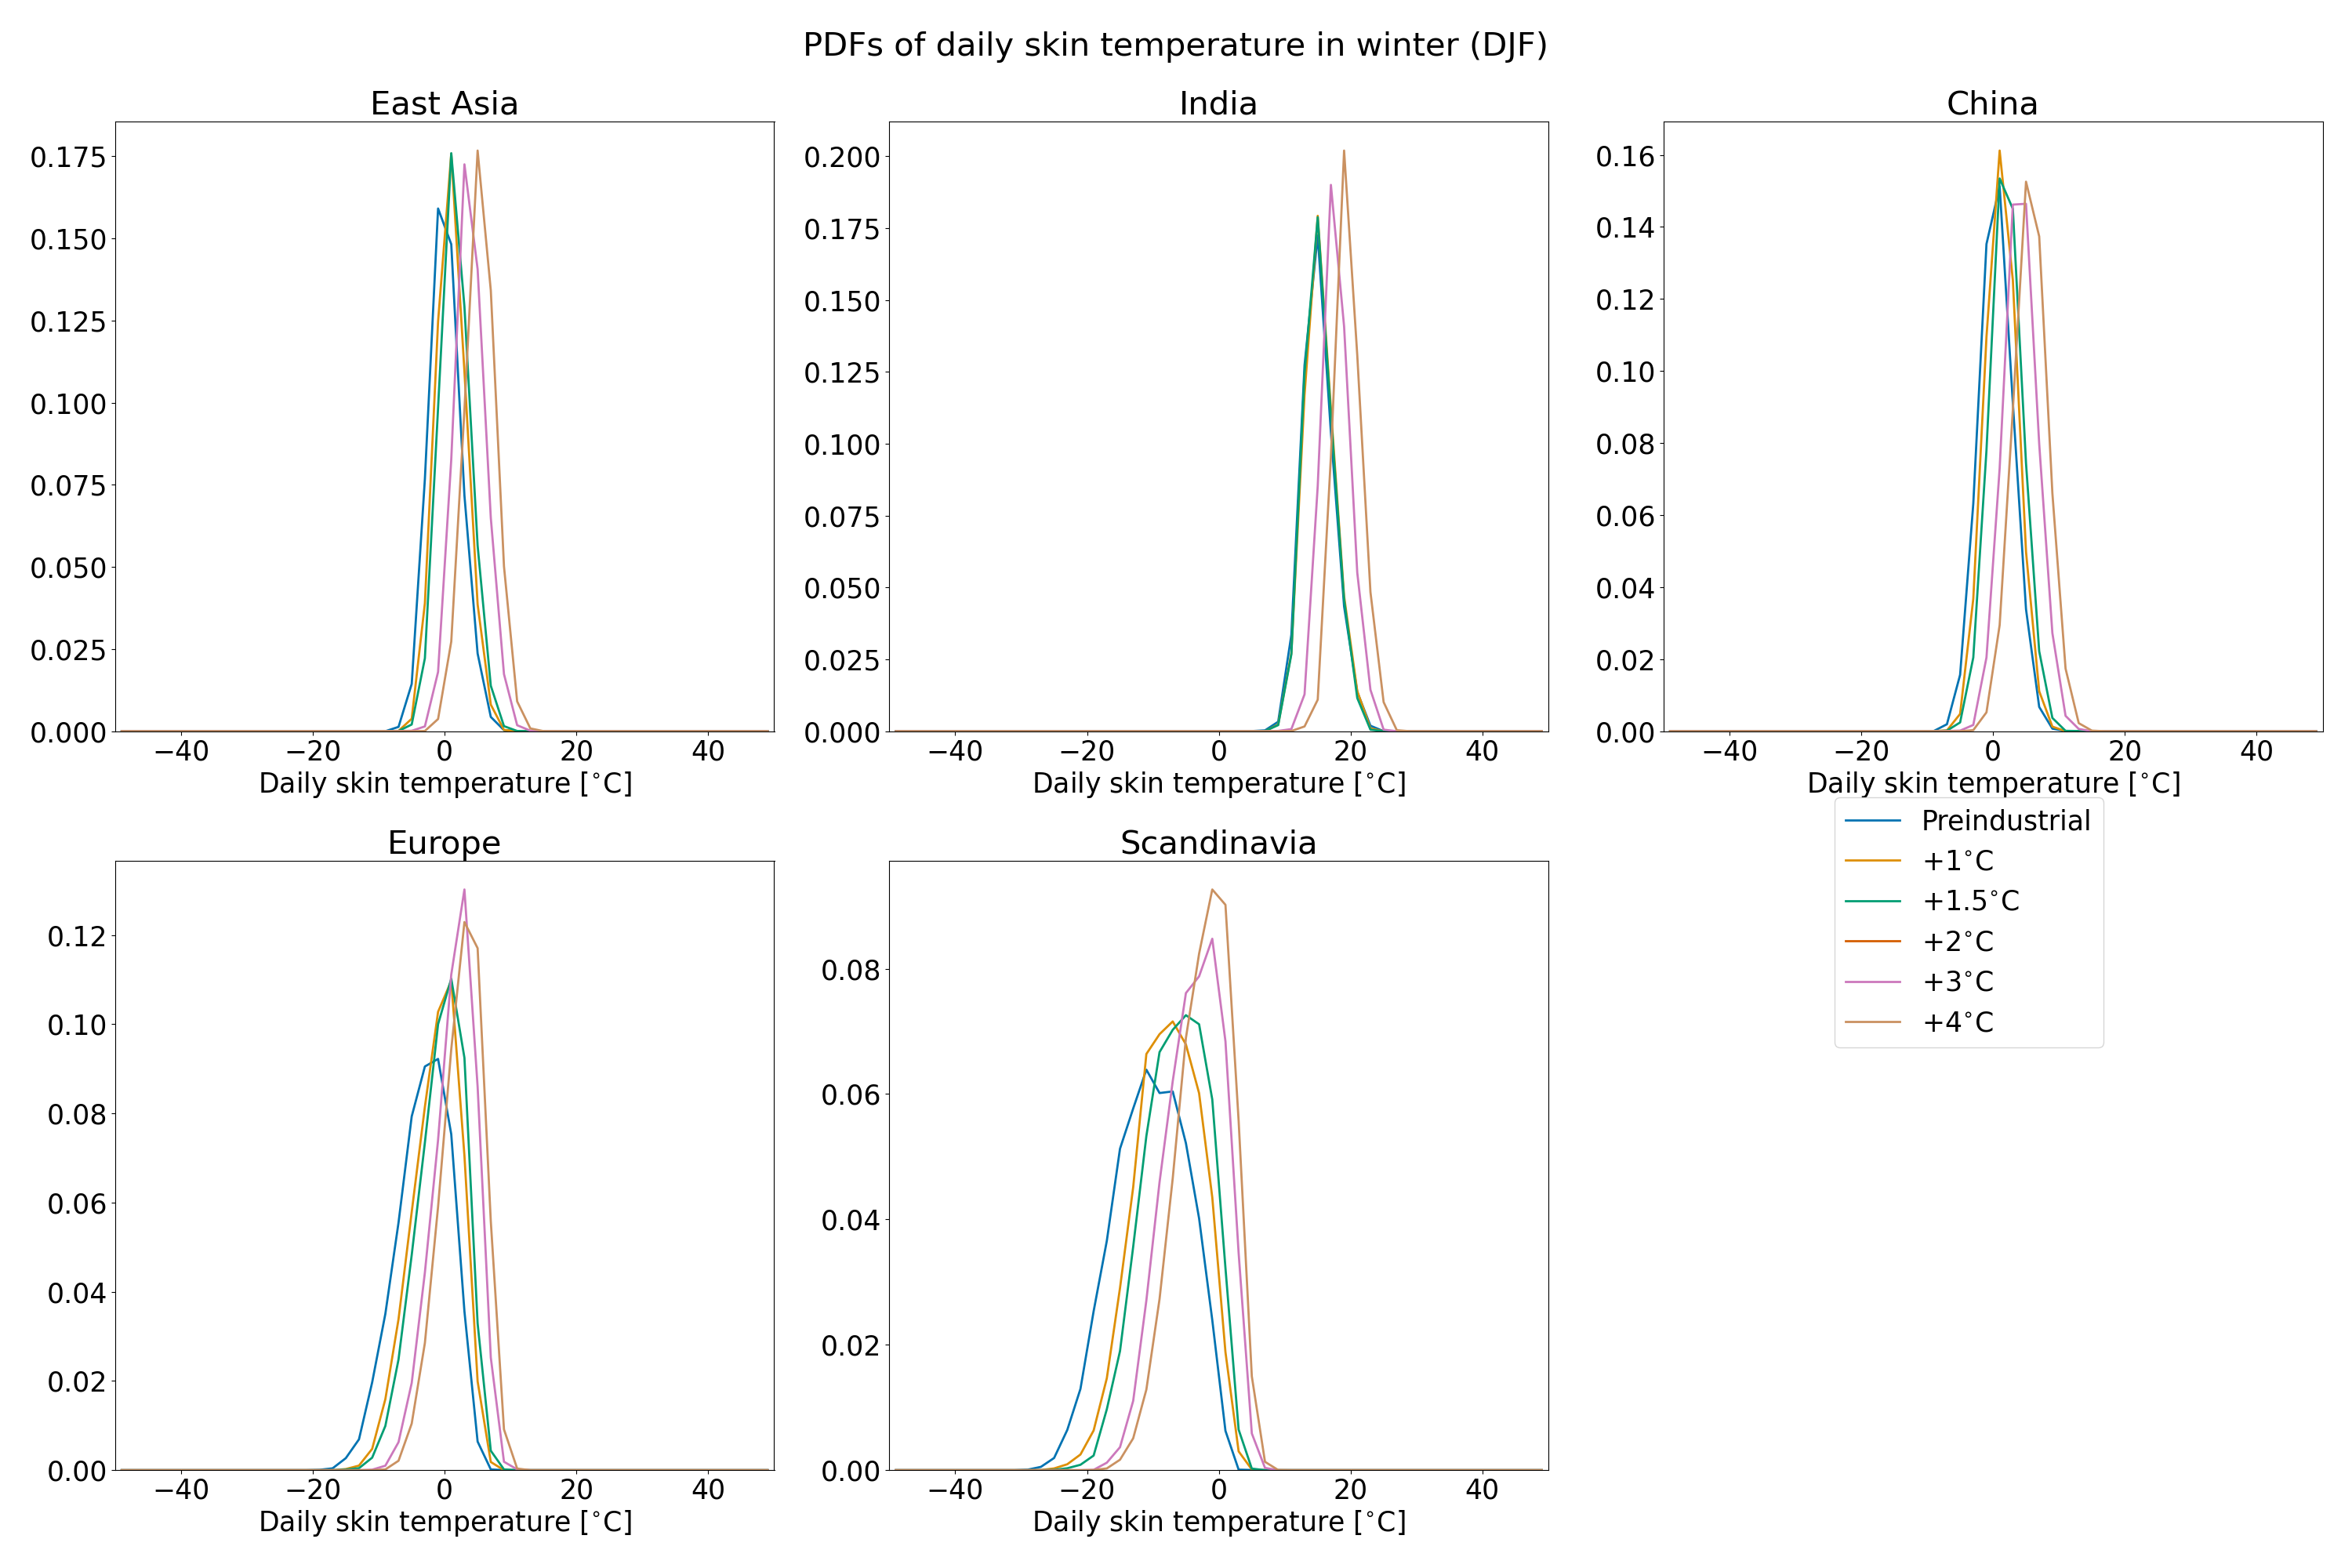 PDFs of daily skin temperature in winter (DJF)
East Asia
0.175
0.150
0.125
0.100
0.075
0.050
0.025
0.000
−40 −20 0 20 40
Daily skin temperature [°C]
India
0.200
0.175
0.150
0.125
0.100
0.075
0.050
0.025
0.000
−40 −20 0 20 40
Daily skin temperature [°C]
China
0.16
0.14
0.12
0.10
0.08
0.06
0.04
0.02
0.00
−40 −20 0 20 40
Daily skin temperature [°C]
Europe
0.12
0.10
0.08
0.06
0.04
0.02
0.00
−40 −20 0 20 40
Daily skin temperature [°C]
Scandinavia
0.08
0.06
0.04
0.02
0.00
−40 −20 0 20 40
Daily skin temperature [°C]
Preindustrial
+1°C
+1.5°C
+2°C
+3°C
+4°C